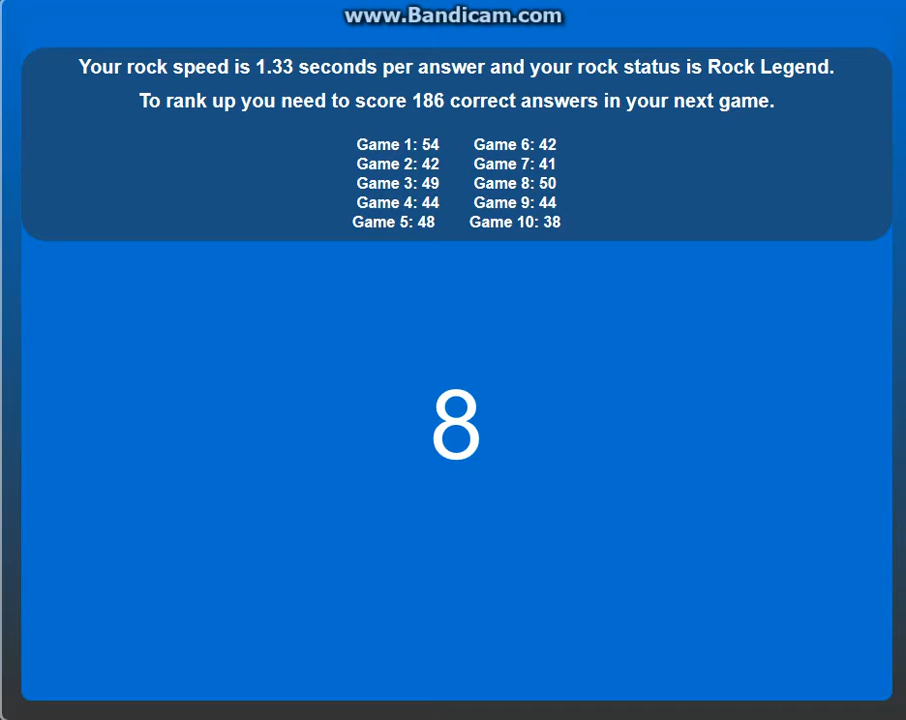 www.Bandicam.com
Your rock speed is 1.33 seconds per answer and your rock status is Rock Legend.
To rank up you need to score 186 correct answers in your next game.
Game 1: 54 Game 6: 42
Game 2: 42 Game 7: 41
Game 3: 49 Game 8: 50
Game 4: 44 Game 9: 44
Game 5: 48 Game 10: 38
8